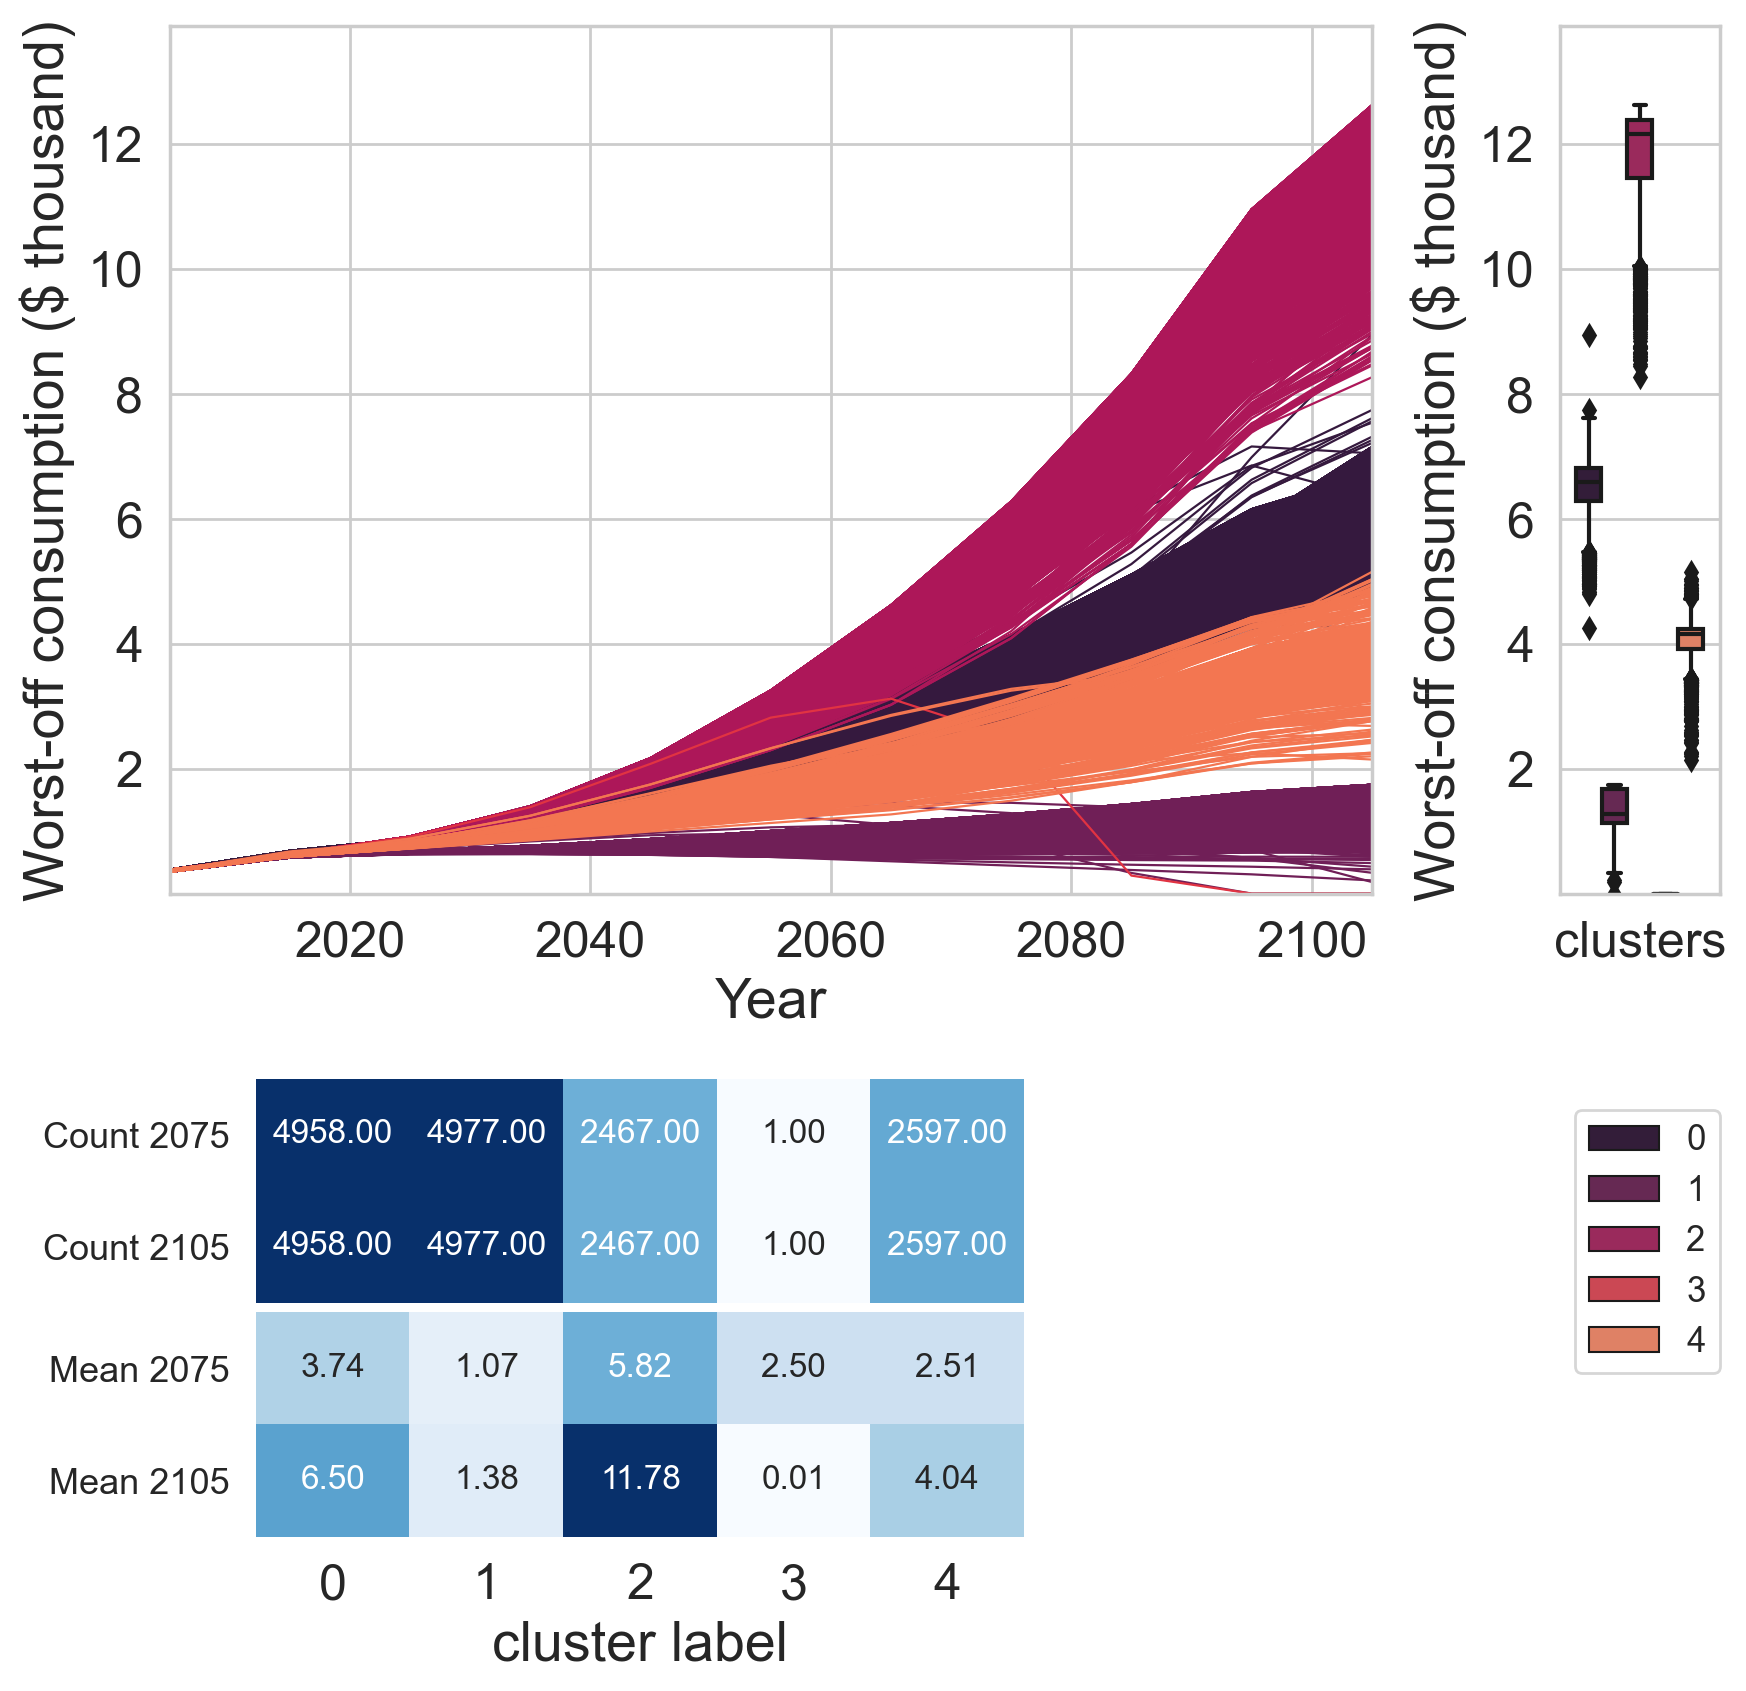 Worst-off consumption ($ thousand)
12
10
8
6
4
2
2020 2040 2060 2080 2100
Year
Worst-off consumption ($ thousand)
12
10
8
6
4
2
clusters
Count 2075 4958.00 4977.00 2467.00 1.00 2597.00
Count 2105 4958.00 4977.00 2467.00 1.00 2597.00
Mean 2075 3.74 1.07 5.82 2.50 2.51
Mean 2105 6.50 1.38 11.78 0.01 4.04
0 1 2 3 4
cluster label
0
1
2
3
4